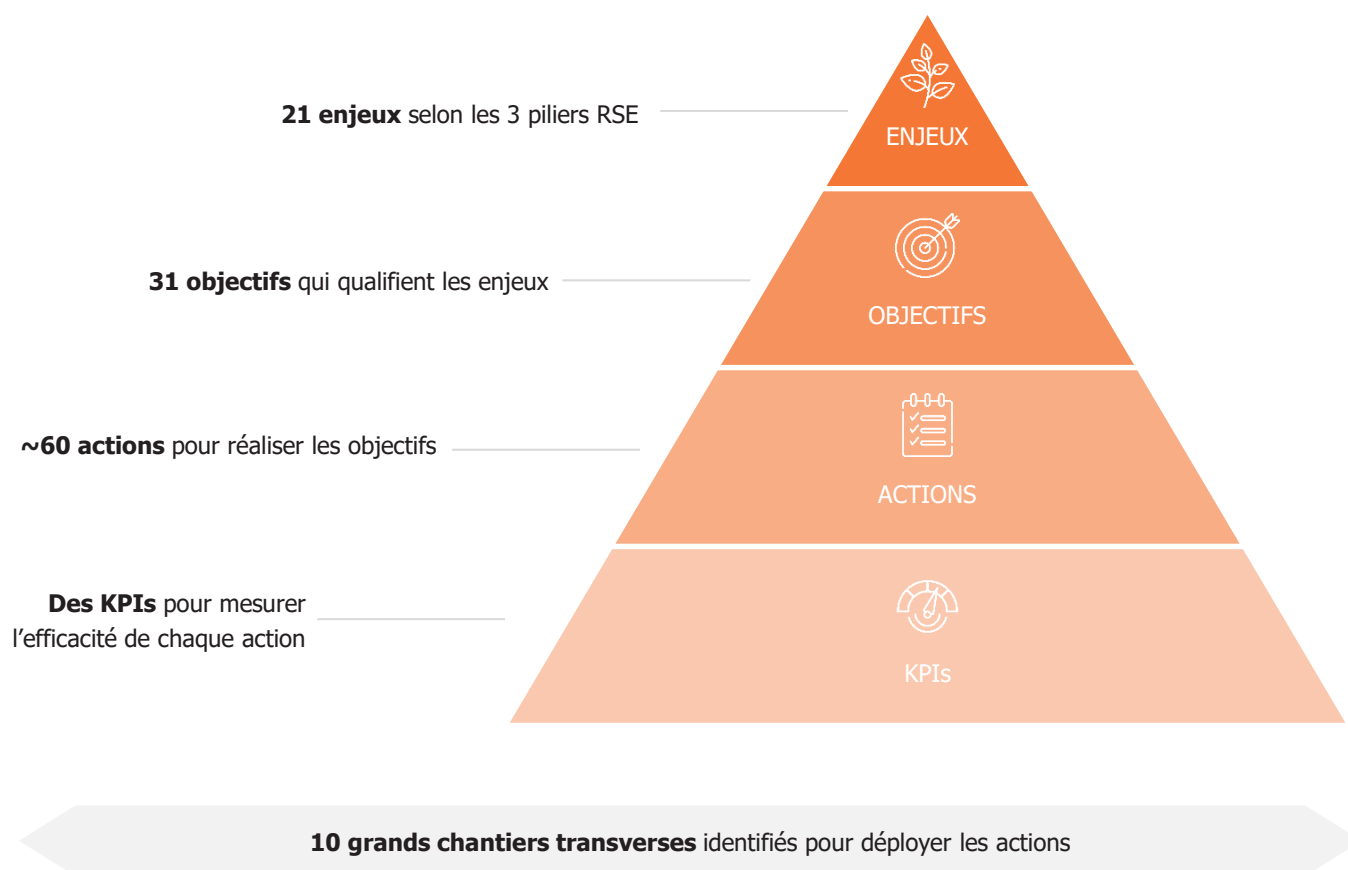 21 enjeux selon les 3 piliers RSE
ENJEUX
31 objectifs qui qualifient les enjeux
OBJECTIFS
~60 actions pour réaliser les objectifs
ACTIONS
Des KPIs pour mesurer
l’efficacité de chaque action
KPIs
10 grands chantiers transverses identifiés pour déployer les actions